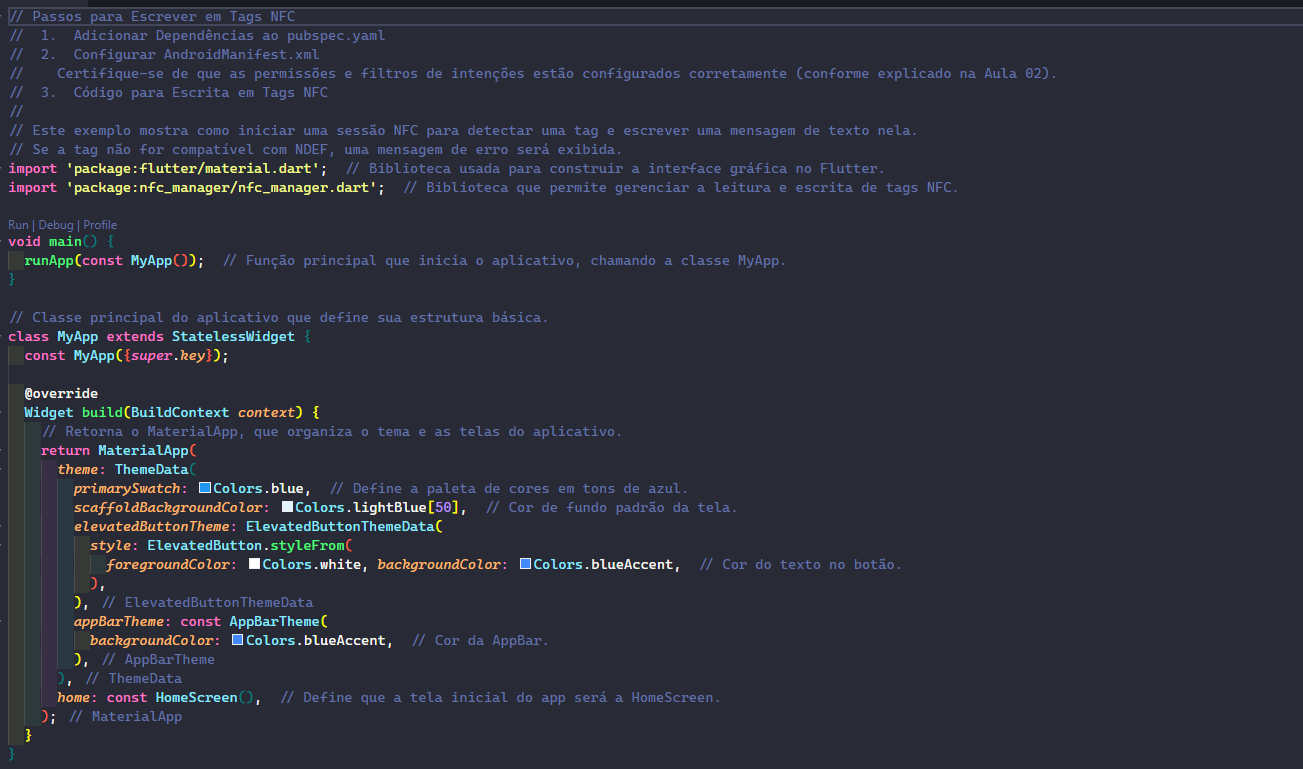 // Passos para Escrever em Tags NFC
//  1.  Adicionar Dependências ao pubspec.yaml
//  2.  Configurar AndroidManifest.xml
//    Certifique-se de que as permissões e filtros de intenções estão configurados corretamente (conforme explicado na Aula 02).
//  3.  Código para Escrita em Tags NFC
//
// Este exemplo mostra como iniciar uma sessão NFC para detectar uma tag e escrever uma mensagem de texto nela.
// Se a tag não for compatível com NDEF, uma mensagem de erro será exibida.
import 'package:flutter/material.dart';  // Biblioteca usada para construir a interface gráfica no Flutter.
import 'package:nfc_manager/nfc_manager.dart';  // Biblioteca que permite gerenciar a leitura e escrita de tags NFC.
Run | Debug | Profile
void main() {
  runApp(const MyApp());  // Função principal que inicia o aplicativo, chamando a classe MyApp.
}
// Classe principal do aplicativo que define sua estrutura básica.
class MyApp extends StatelessWidget {
  const MyApp({super.key});
  @override
  Widget build(BuildContext context) {
    // Retorna o MaterialApp, que organiza o tema e as telas do aplicativo.
    return MaterialApp(
      theme: ThemeData(
        primarySwatch: Colors.blue,  // Define a paleta de cores em tons de azul.
        scaffoldBackgroundColor: Colors.lightBlue[50],  // Cor de fundo padrão da tela.
        elevatedButtonTheme: ElevatedButtonThemeData(
          style: ElevatedButton.styleFrom(
            foregroundColor: Colors.white, backgroundColor: Colors.blueAccent,  // Cor do texto no botão.
          ),
        ), // ElevatedButtonThemeData
        appBarTheme: const AppBarTheme(
          backgroundColor: Colors.blueAccent,  // Cor da AppBar.
        ), // AppBarTheme
      ), // ThemeData
      home: const HomeScreen(),  // Define que a tela inicial do app será a HomeScreen.
    ); // MaterialApp
  }
}